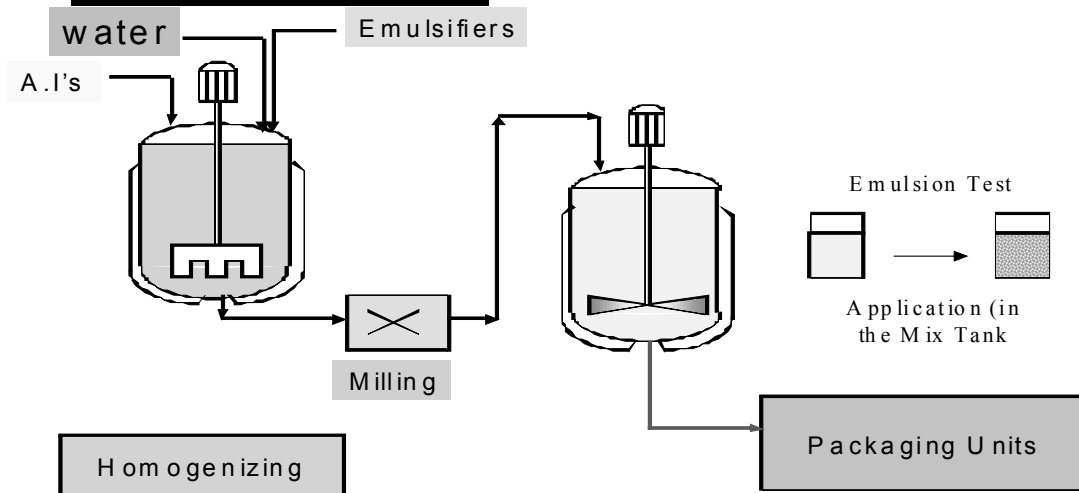 water
Emulsifiers
A.I's
Emulsion Test
Application (in
the Mix Tank
Milling
Packaging Units
Homogenizing